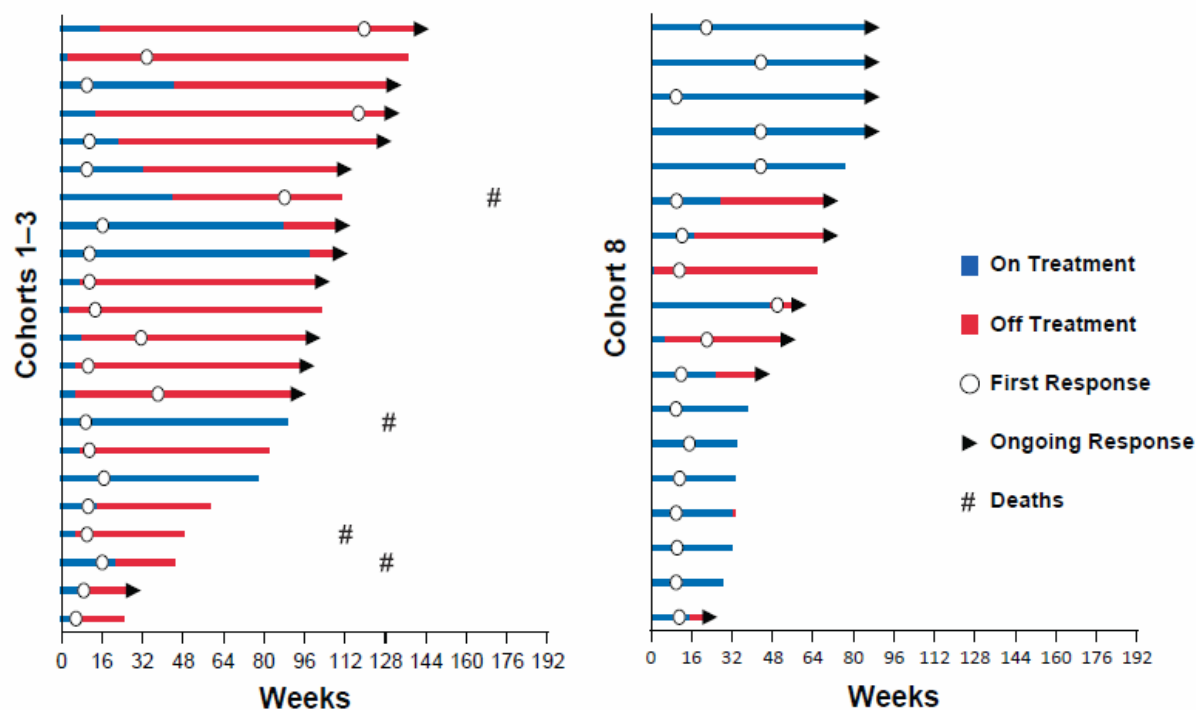 Cohorts 1–3
#
#
#
#
0 16 32 48 64 80 96 112 128 144 160 176 192
Weeks
Cohort 8
0 16 32 48 64 80 96 112 128 144 160 176 192
Weeks
On Treatment
Off Treatment
First Response
Ongoing Response
# Deaths